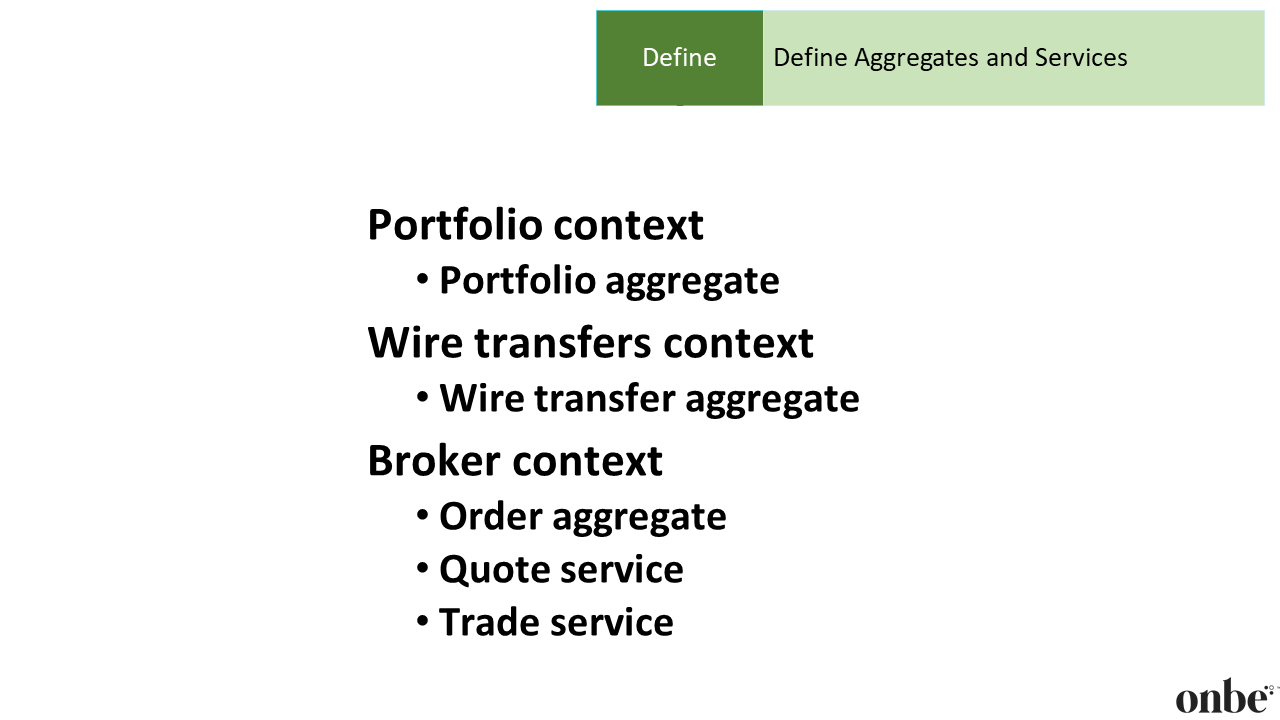 Define
Define Aggregates and Services
Portfolio context
• Portfolio aggregate
Wire transfers context
• Wire transfer aggregate
Broker context
• Order aggregate
• Quote service
• Trade service
onbe